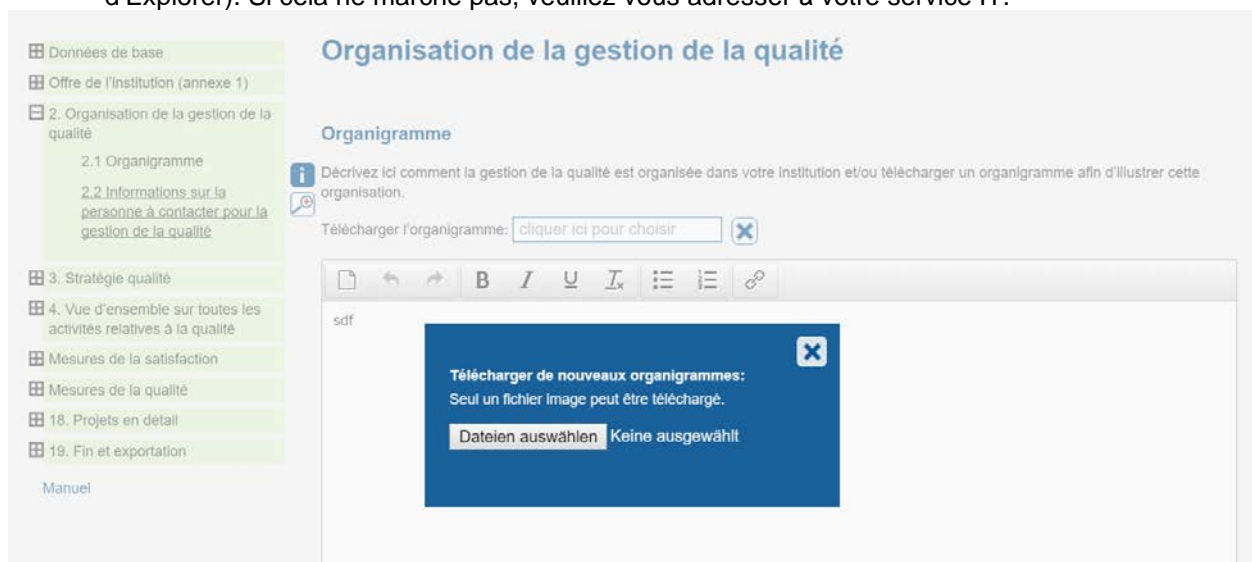 d'Explorer). Si cela ne marche pas, veuillez vous adresser à votre service IT.
Données de base
Offre de l'Institution (annexe 1)
2. Organisation de la gestion de la
qualité
2.1 Organigramme
2.2 Informations sur la
personne à contacter pour la
gestion de la qualité
3. Stratégie qualité
4. Vue d'ensemble sur toutes les
activités relatives à la qualité
Mesures de la satisfaction
Mesures de la qualité
18. Projets en détail
19. Fin et exportation
Manuel
Organisation de la gestion de la qualité
Organigramme
Décrivez ici comment la gestion de la qualité est organisée dans votre institution et/ou télécharger un organigramme afin d'illustrer cette
organisation.
Télécharger l'organigramme: cliquer ici pour choisir
B I U Tx
sdf
Télécharger de nouveaux organigrammes:
Seul un fichier image peut être téléchargé.
Dateien auswählen Keine ausgewählt